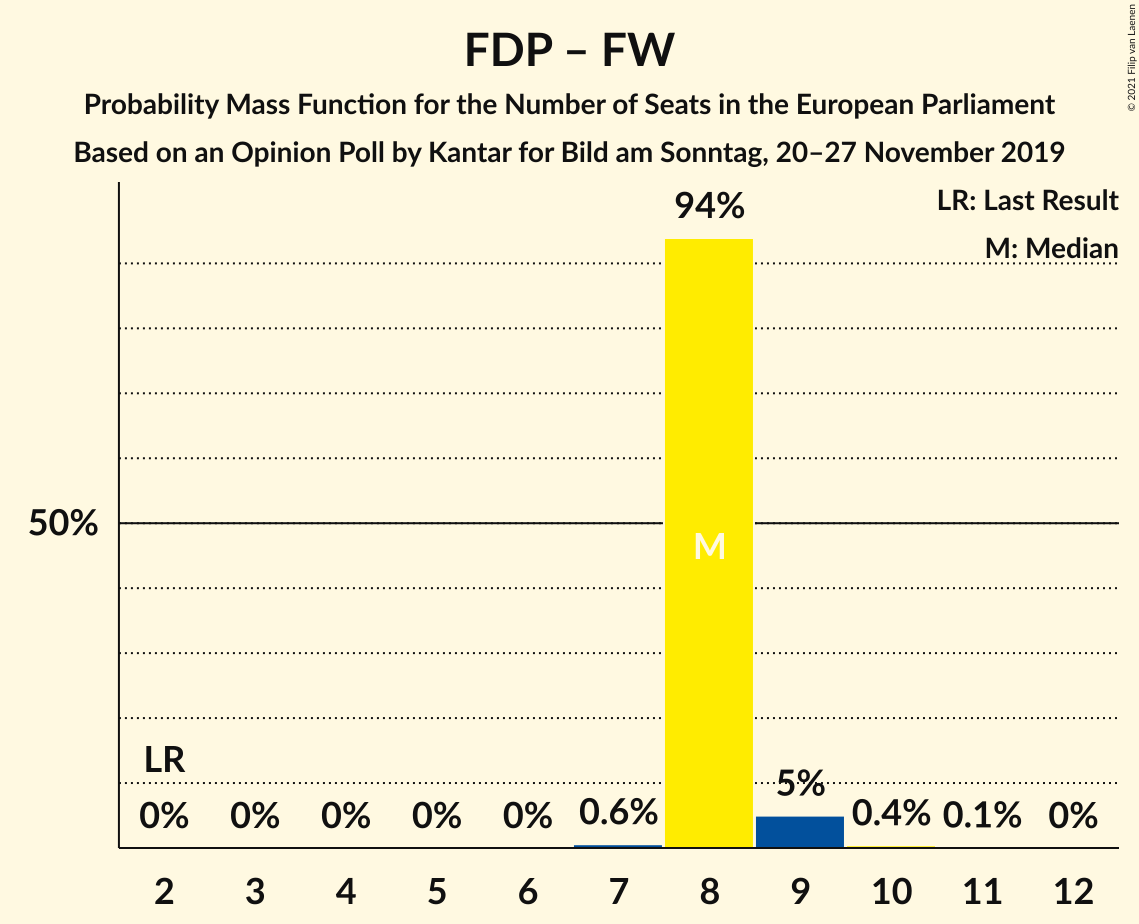 FDP – FW
Probability Mass Function for the Number of Seats in the European Parliament
Based on an Opinion Poll by Kantar for Bild am Sonntag, 20–27 November 2019
© 2021 Filip van Laenen
LR: Last Result
M: Median
94%
50%
M
LR
0% 0% 0% 0% 0% 0.6% 5% 0.4% 0.1% 0%
2 3 4 5 6 7 8 9 10 11 12